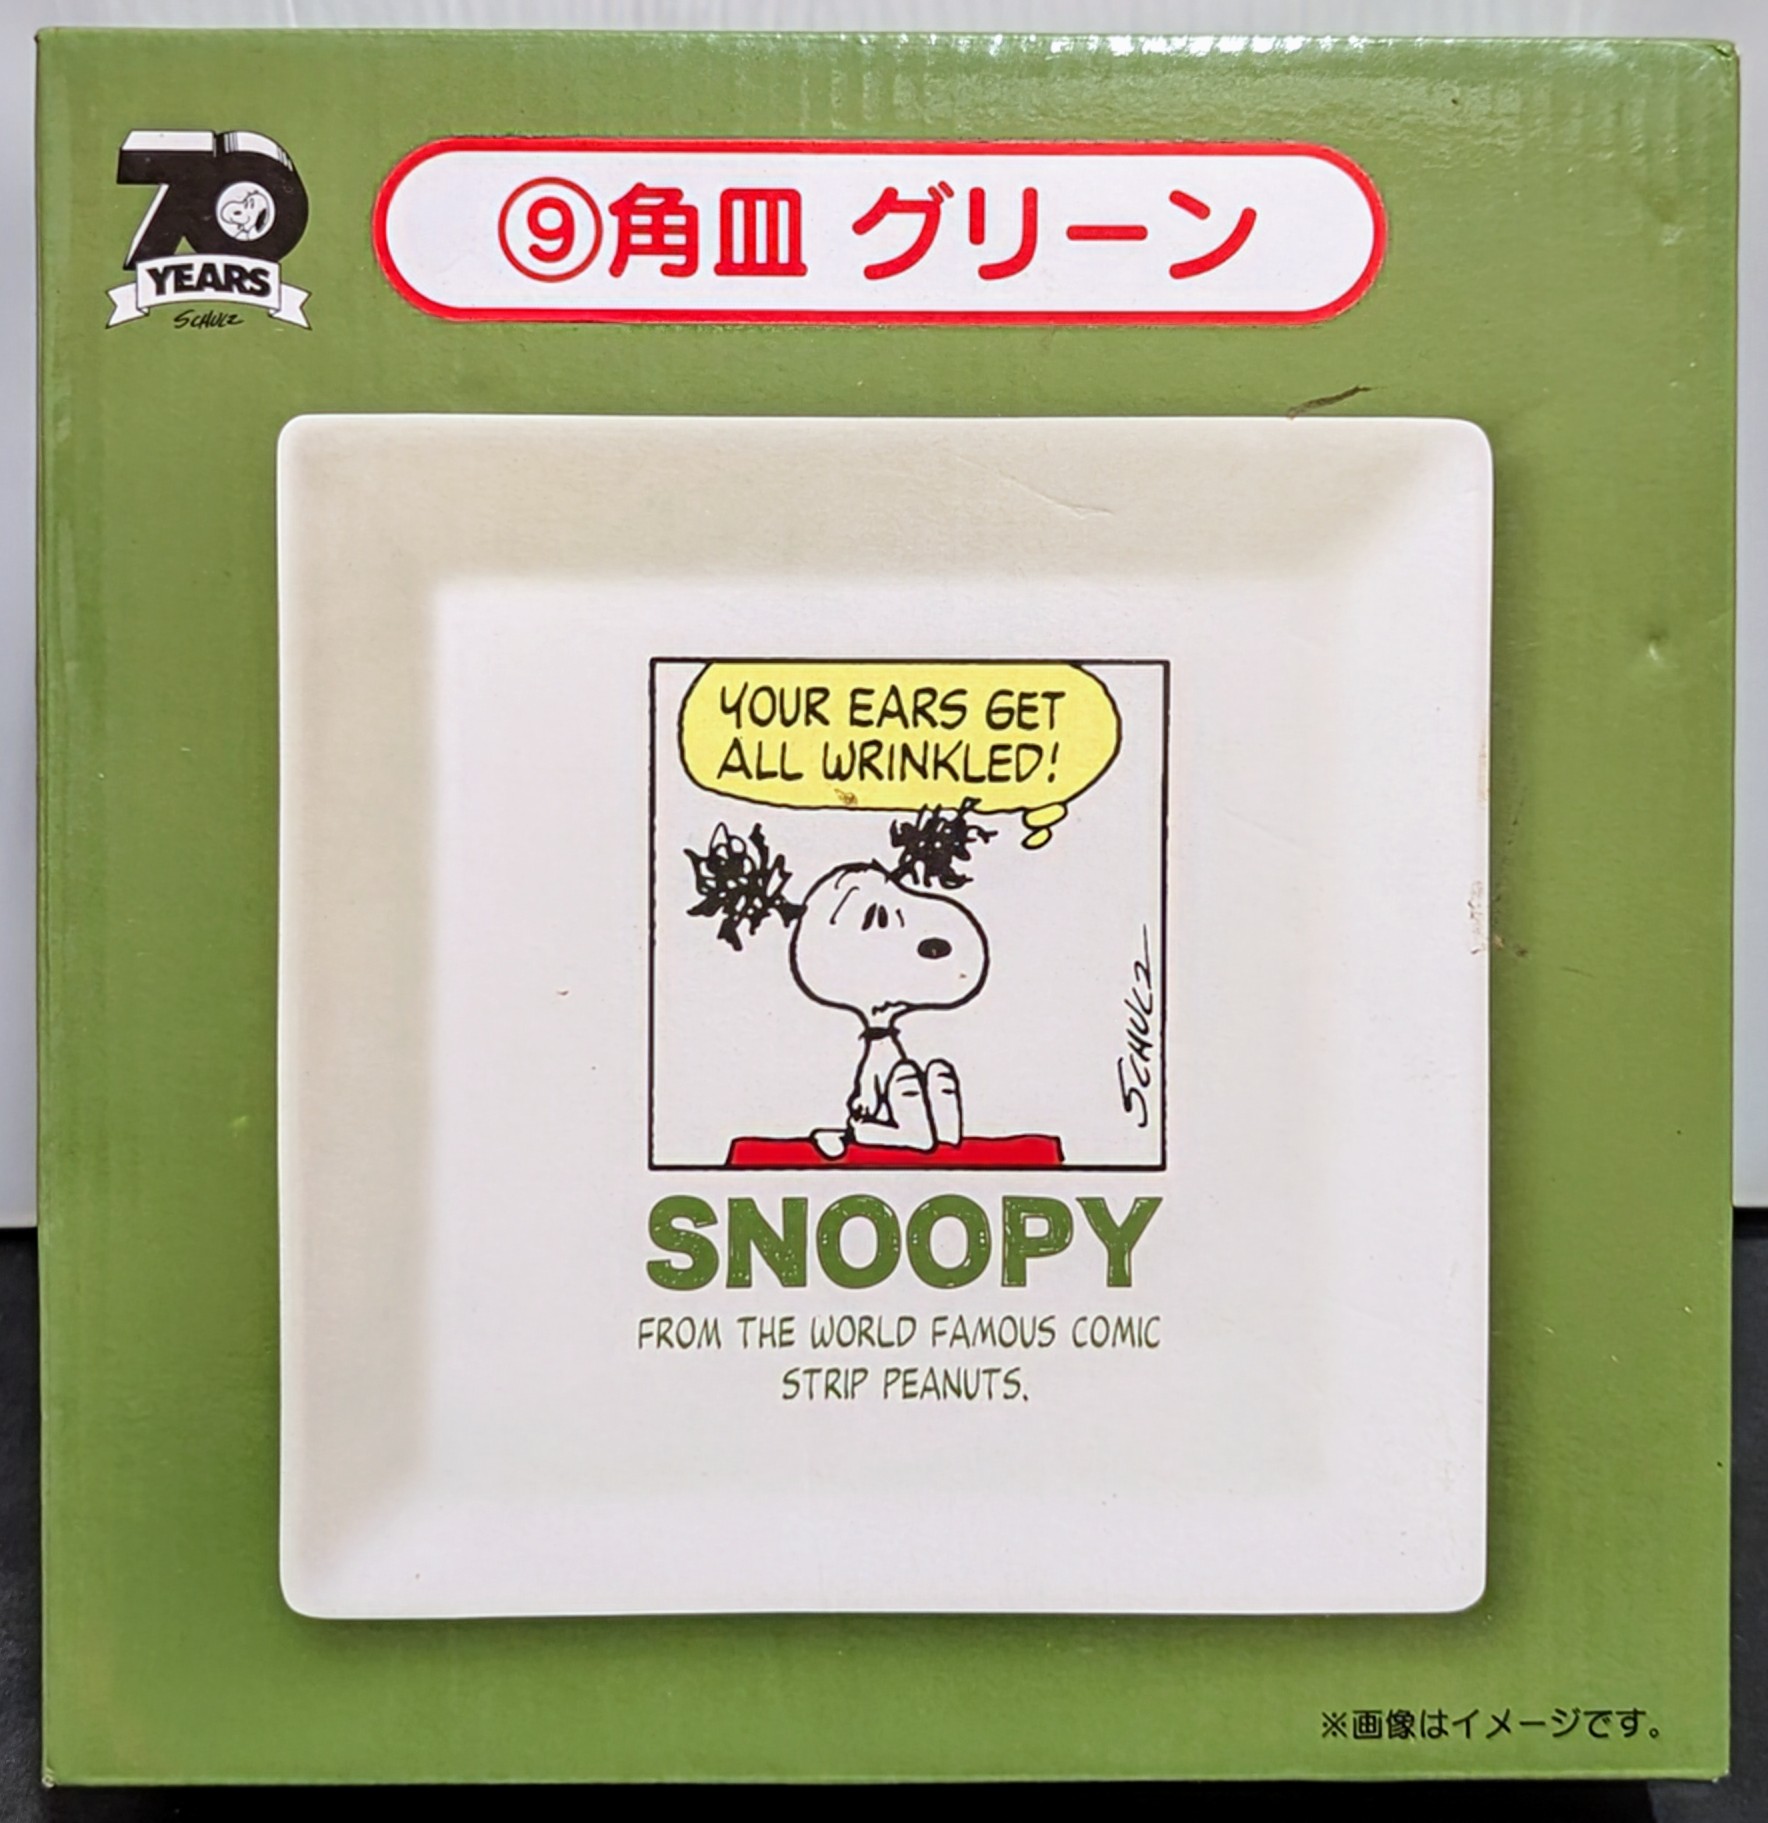 70
YEARS
SCHULZ
⑨角皿 グリーン
YOUR EARS GET
ALL WRINKLED!
SCHULZ
SNOOPY
FROM THE WORLD FAMOUS COMIC
STRIP PEANUTS.
※画像はイメージです。